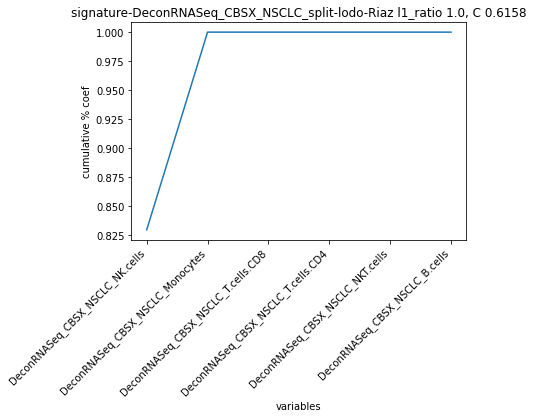 signature-DeconRNASeq_CBSX_NSCLC_split-lodo-Riaz l1_ratio 1.0, C 0.6158
cumulative % coef
1.000
0.975
0.950
0.925
0.900
0.875
0.850
0.825
DeconRNASeq_CBSX_NSCLC_NK.cells
DeconRNASeq_CBSX_NSCLC_Monocytes
DeconRNASeq_CBSX_NSCLC_T.cells.CD8
DeconRNASeq_CBSX_NSCLC_T.cells.CD4
DeconRNASeq_CBSX_NSCLC_NKT.cells
DeconRNASeq_CBSX_NSCLC_B.cells
variables